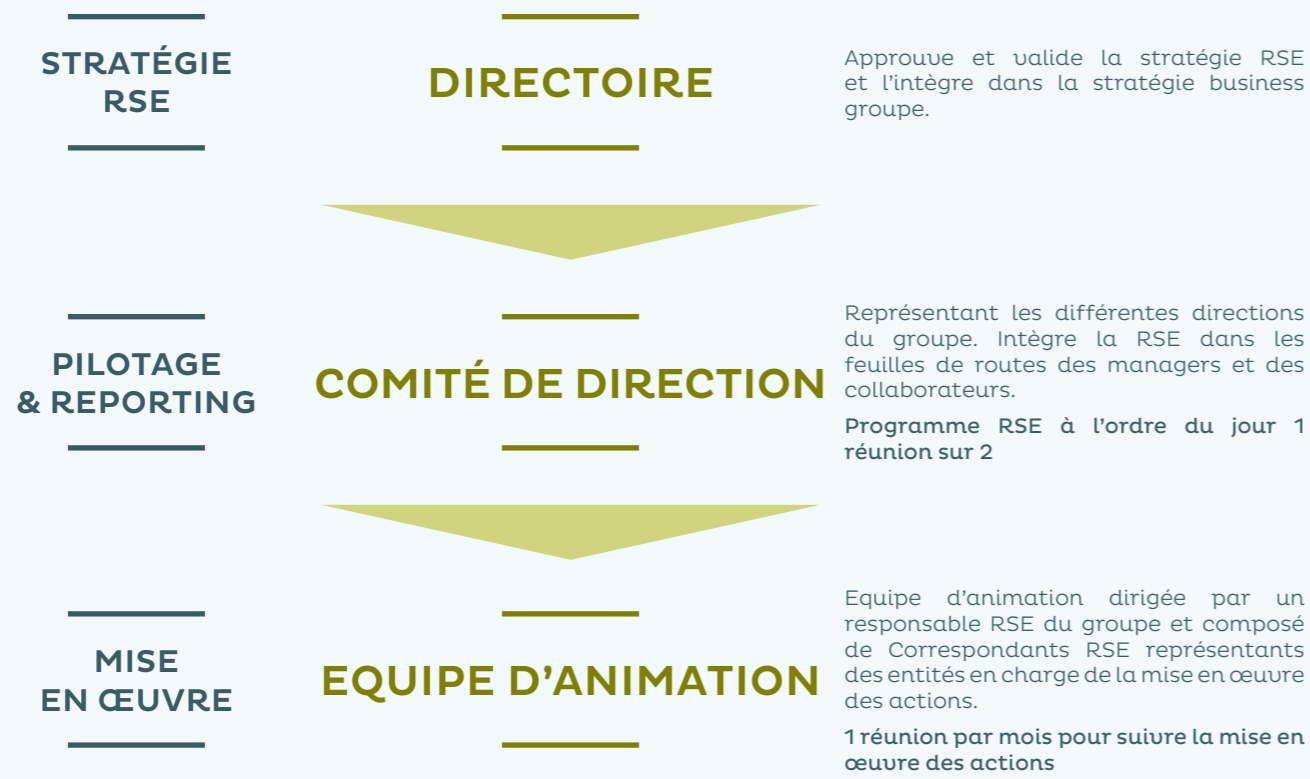 STRATÉGIE
RSE
DIRECTOIRE
Approuve et valide la stratégie RSE
et l'intègre dans la stratégie business
groupe.
PILOTAGE
& REPORTING
COMITÉ DE DIRECTION
Représentant les différentes directions
du groupe. Intègre la RSE dans les
feuilles de routes des managers et des
collaborateurs.
Programme RSE à l'ordre du jour 1
réunion sur 2
MISE
EN ŒUVRE
EQUIPE D'ANIMATION
Equipe d'animation dirigée par un
responsable RSE du groupe et composé
de Correspondants RSE représentants
des entités en charge de la mise en œuvre
des actions.
1 réunion par mois pour suivre la mise en
œuvre des actions